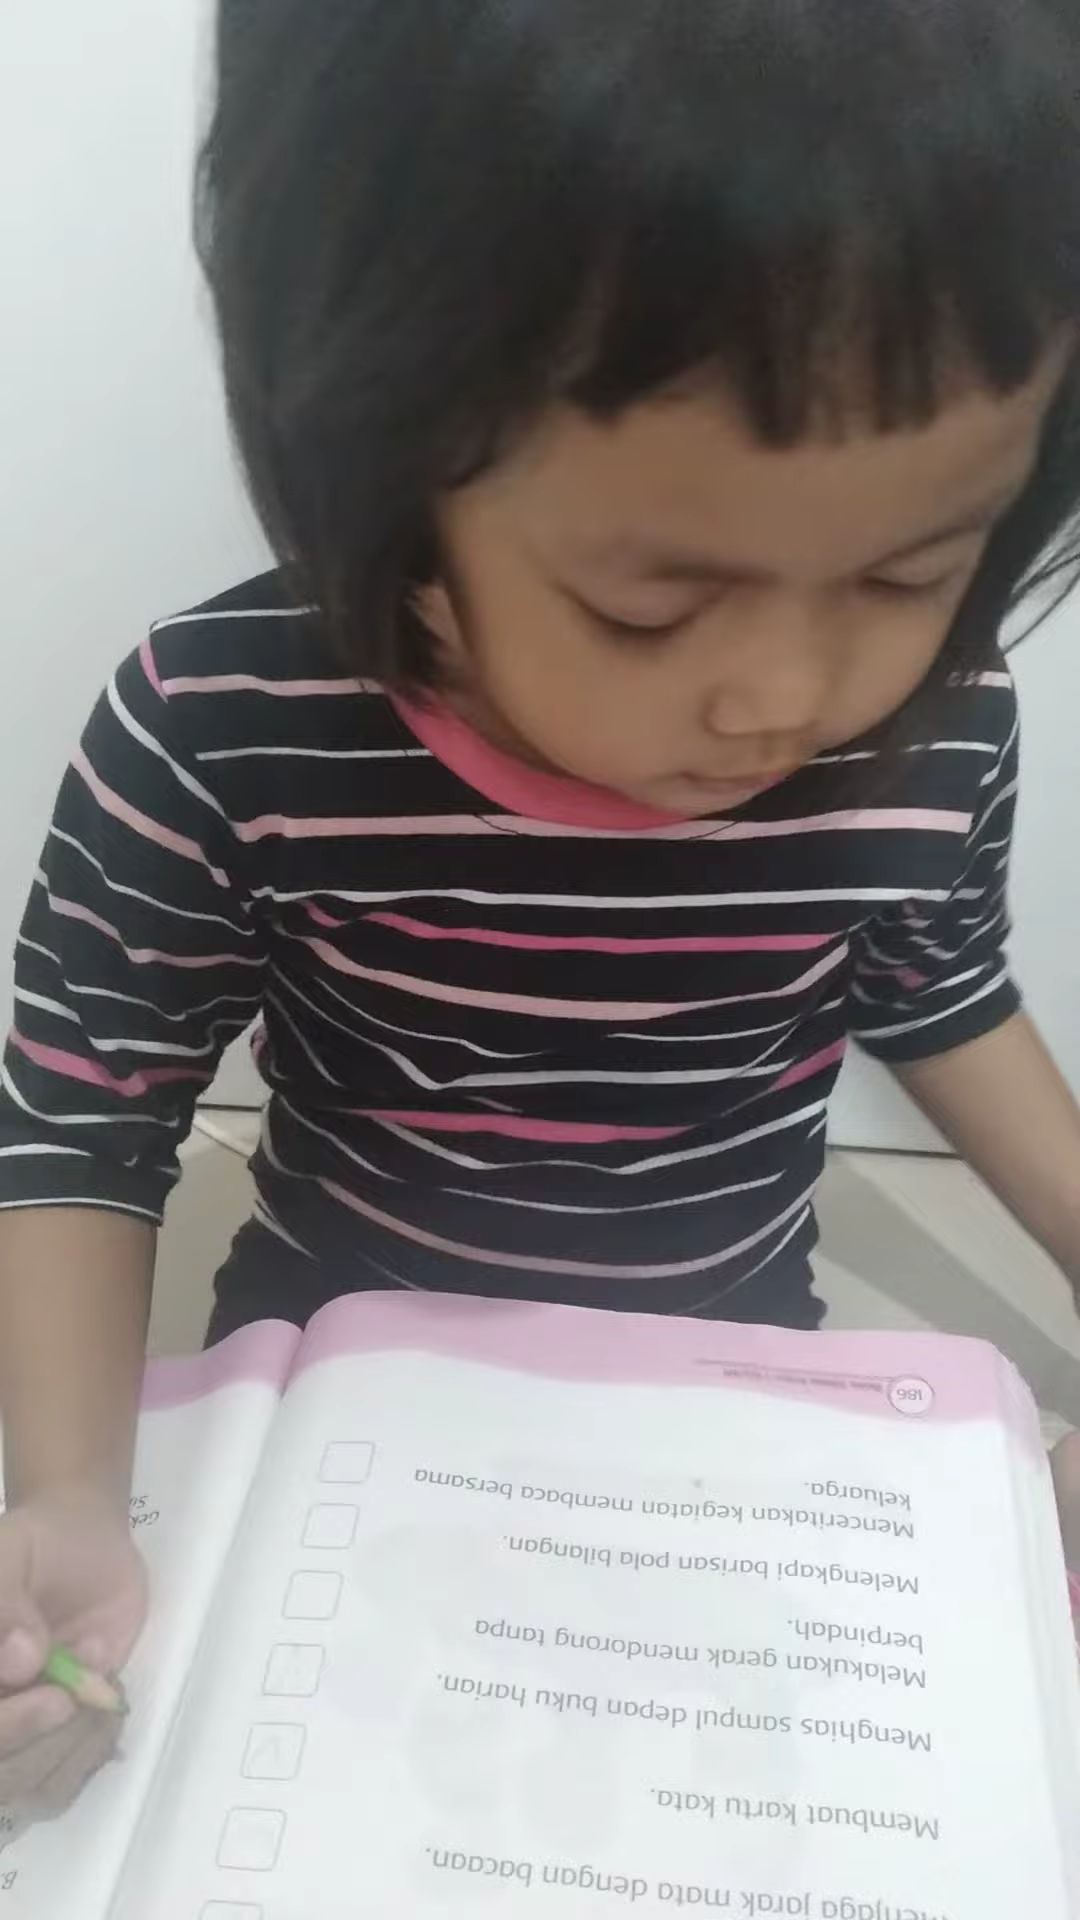 jarak mata dengan bacaan.
Membuat kartu kata.
Menghias sampul depan buku harian.
Melakukan gerak mendorong tanpa
berpindah.
Melengkapi barisan pola bilangan.
Menceritakan kegiatan membaca bersama
keluarga.
186